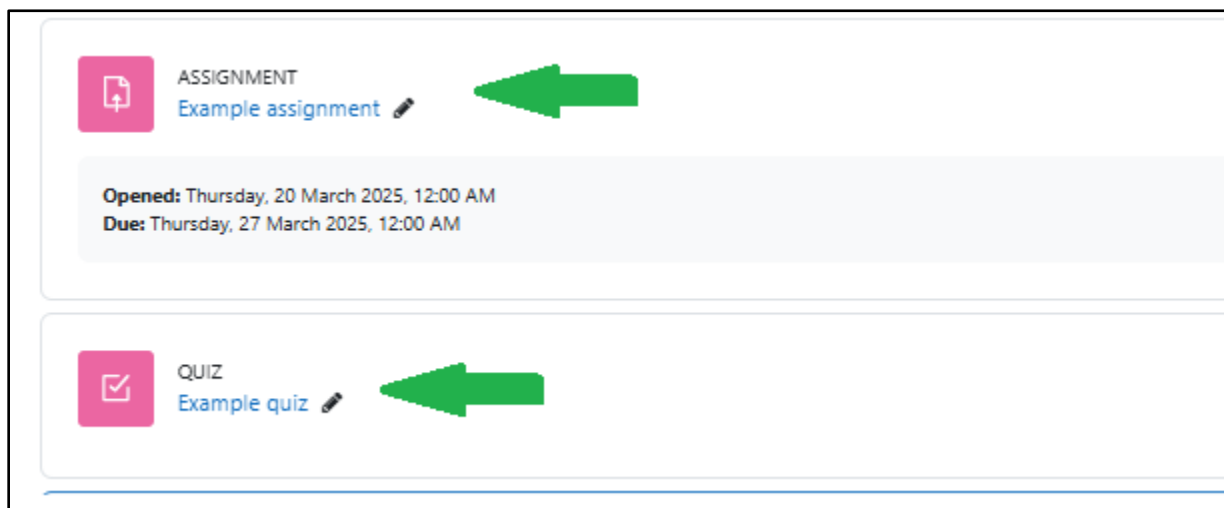 ASSIGNMENT
Example assignment
Opened: Thursday, 20 March 2025, 12:00 AM
Due: Thursday, 27 March 2025, 12:00 AM
QUIZ
Example quiz